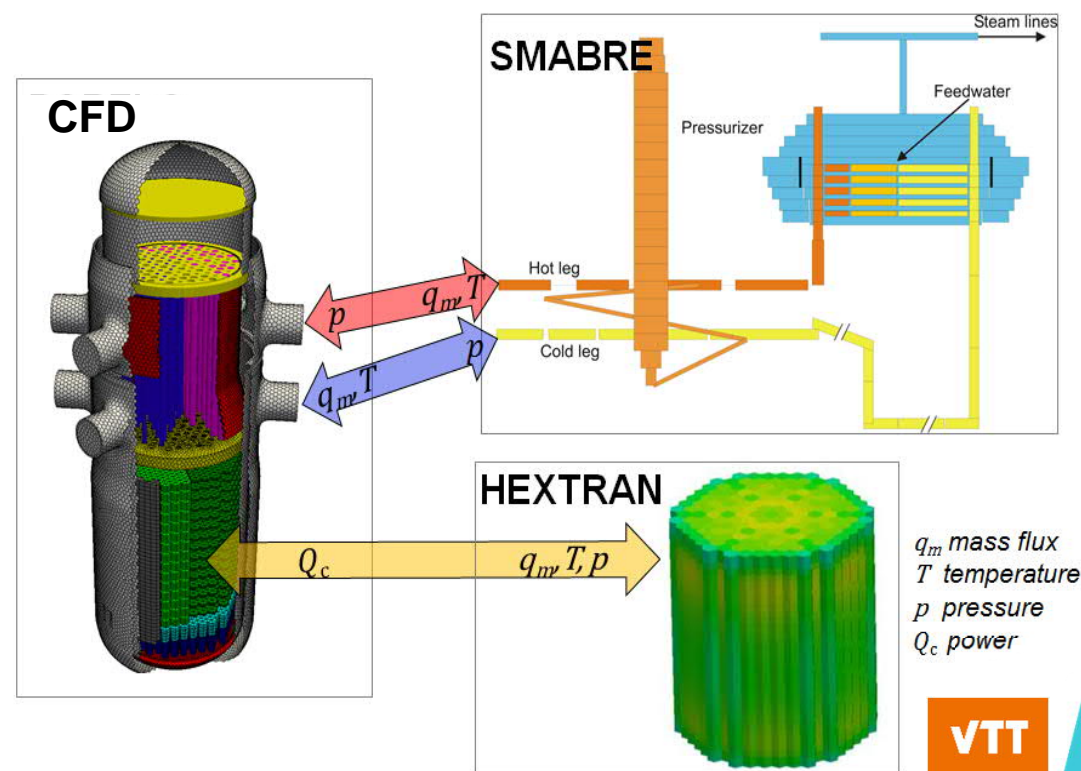 CFD
SMABRE
Steam lines
Feedwater
Pressurizer
Hot leg
Cold leg
p q_m, T
q_m, T p
HEXTRAN
Q_c q_m, T, p
q_m mass flux
T temperature
p pressure
Q_c power
VTT